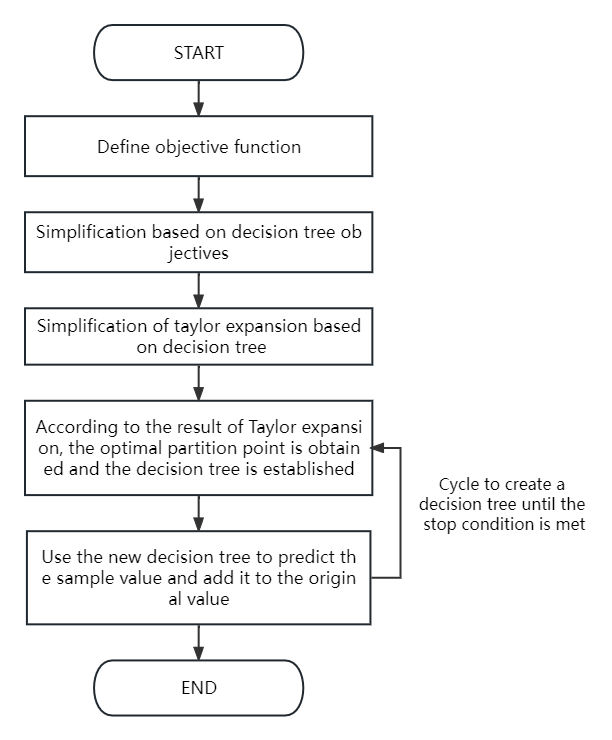 START
Define objective function
Simplification based on decision tree ob
jectives
Simplification of taylor expansion based
on decision tree
According to the result of Taylor expansi
on, the optimal partition point is obtain
ed and the decision tree is established
Cycle to create a
decision tree until the
stop condition is met
Use the new decision tree to predict th
e sample value and add it to the origin
al value
END